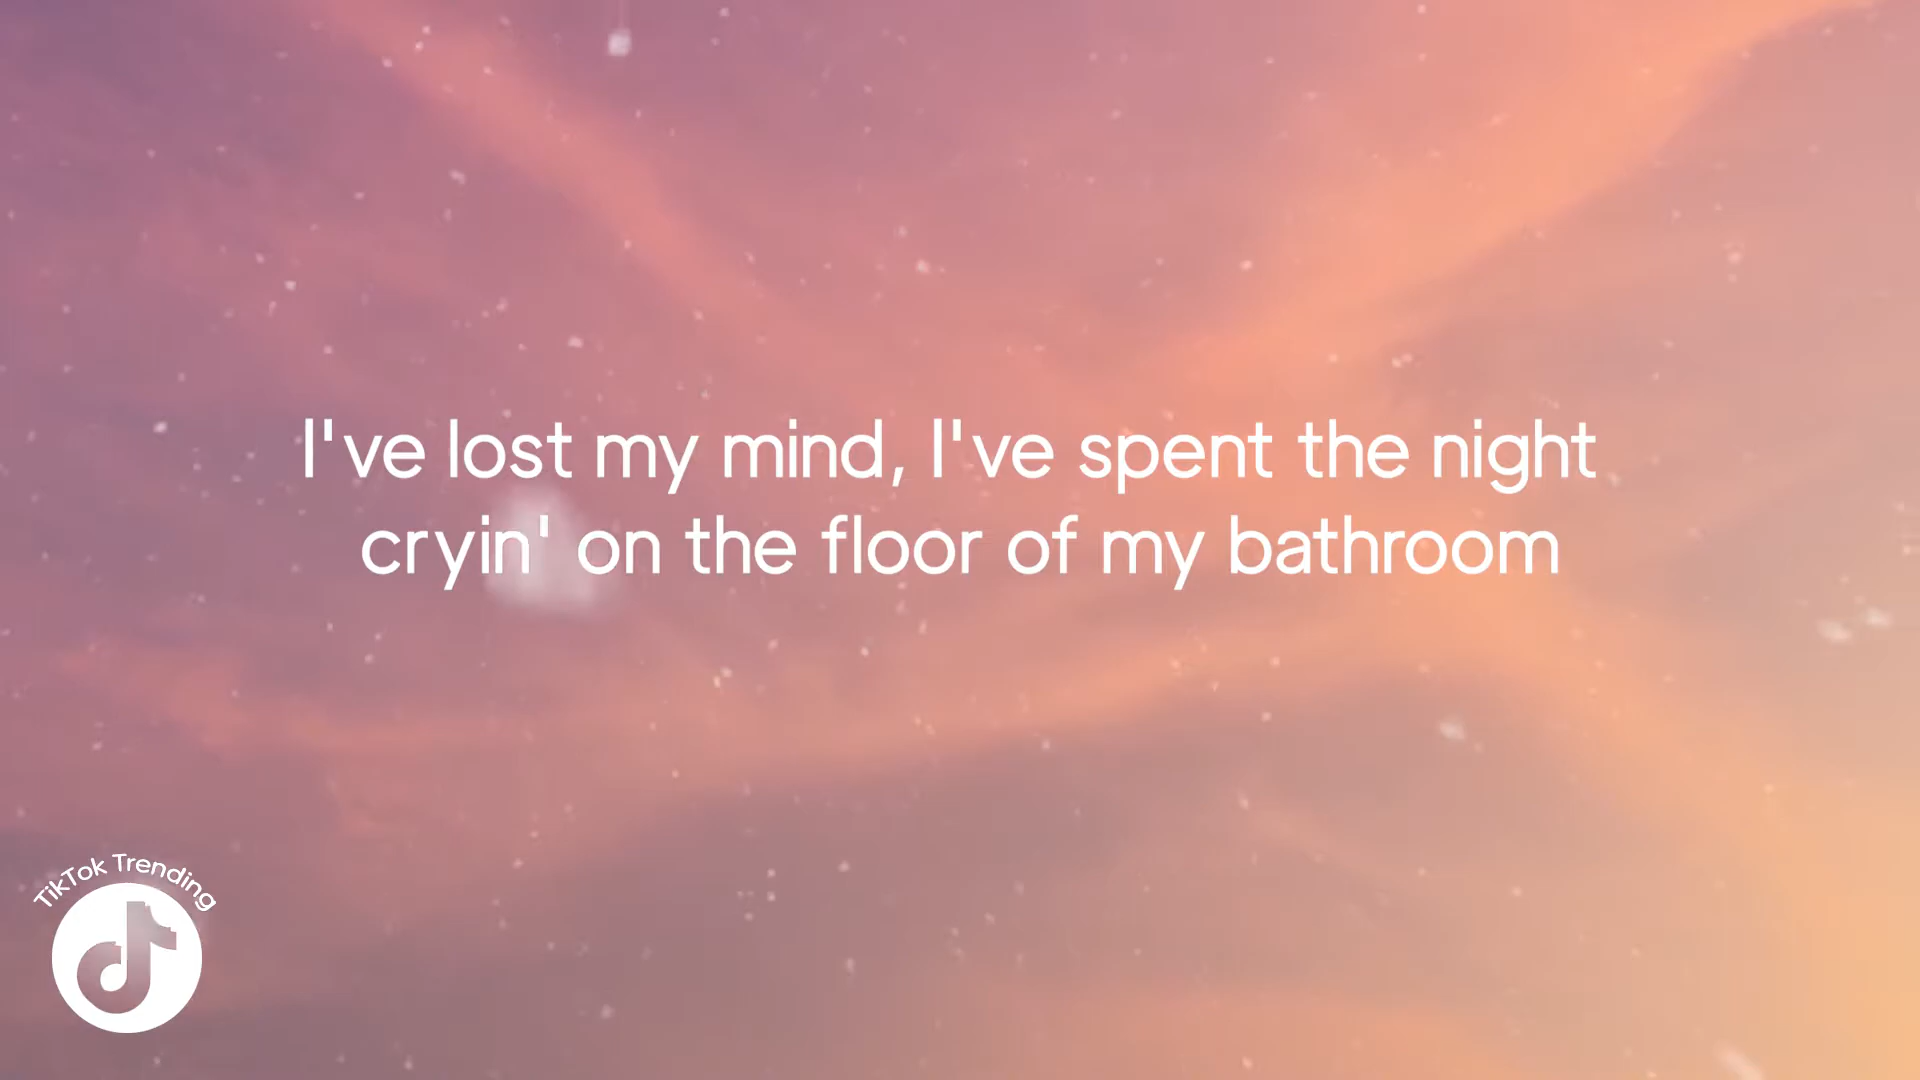 I've lost my mind, I've spent the night
cryin' on the floor of my bathroom
TikTok Trending